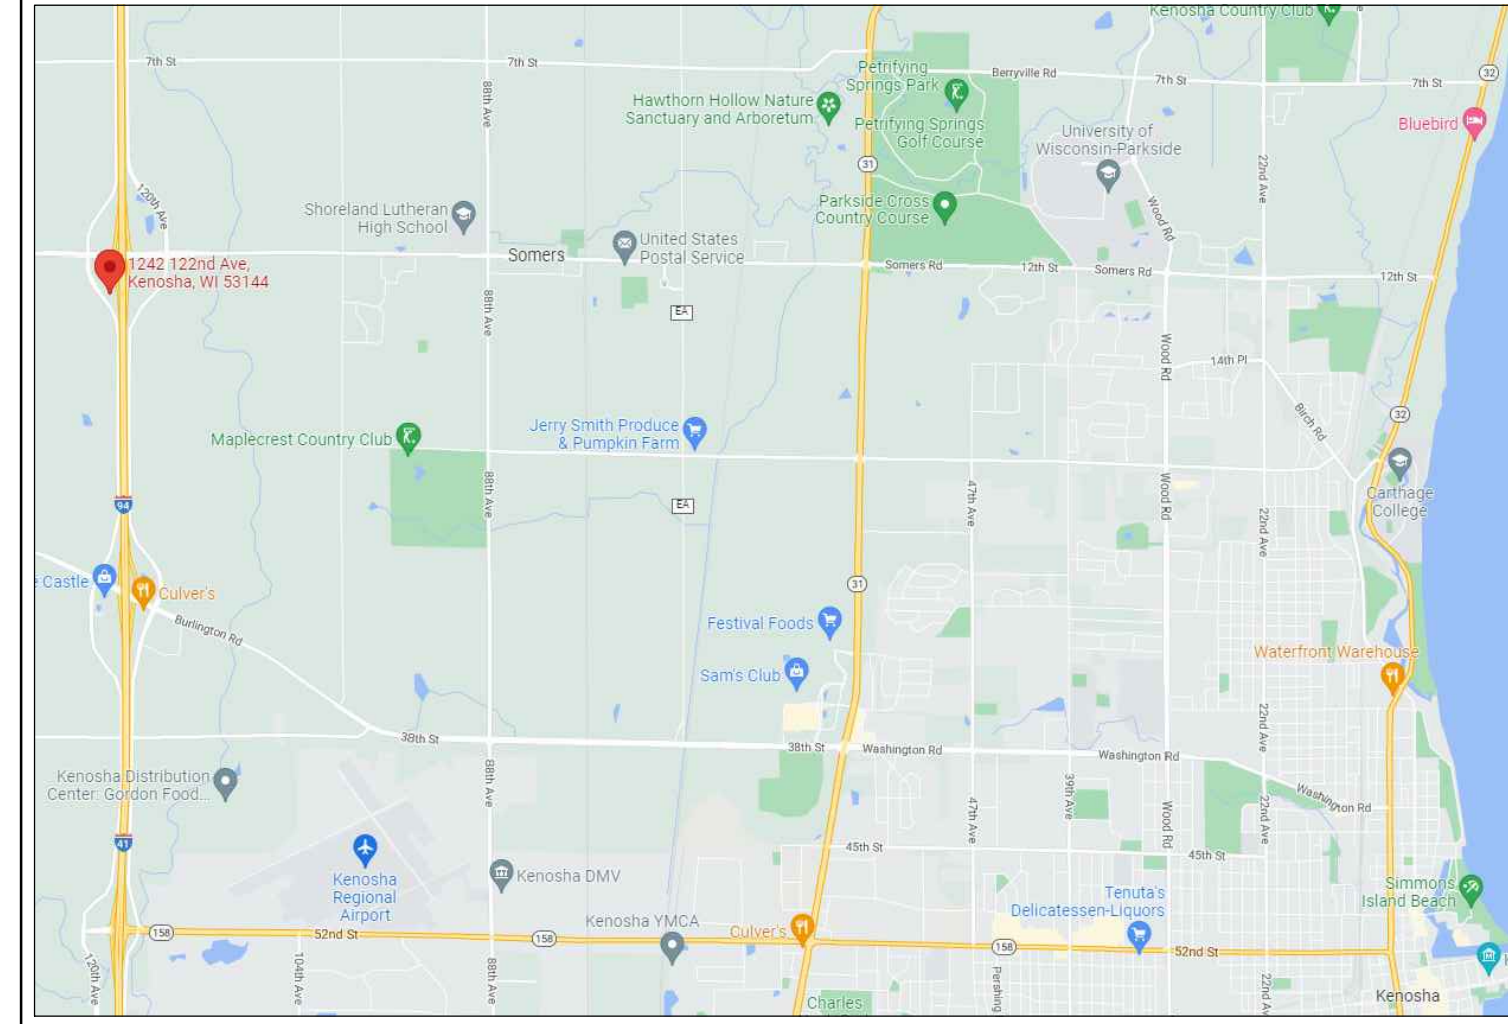 Kenosha Country Club
7th St
7th St
Berryville Rd
7th St
7th St
32
Petrifying
Springs Park
88th Ave
Hawthorn Hollow Nature
Sanctuary and Arboretum
Petrifying Springs
Golf Course
University of
Wisconsin-Parkside
Bluebird
31
22nd Ave
120th Ave
Shoreland Lutheran
High School
Parkside Cross
Country Course
Wood Rd
Somers
United States
Postal Service
Somers Rd
12th St
Somers Rd
12th St
1242 122nd Ave,
Kenosha, WI 53144
88th Ave
EA
Wood Rd
14th Pl
Birch Rd
32
Maplecrest Country Club
Jerry Smith Produce
& Pumpkin Farm
88th Ave
94
EA
47th Ave
Wood Rd
22nd Ave
Carthage
College
Castle
Culver's
31
Burlington Rd
Festival Foods
Sam's Club
Waterfront Warehouse
22nd Ave
38th St
38th St
Washington Rd
Washington Rd
Kenosha Distribution
Center: Gordon Food...
88th Ave
47th Ave
39th Ave
Wood Rd
22nd Ave
Washington Rd
41
45th St
45th St
Kenosha
Regional
Airport
Kenosha DMV
Tenuta's
Delicatessen-Liquors
Simmons
Island Beach
158
52nd St
158
Kenosha YMCA
Culver's
158
52nd St
120th Ave
104th Ave
88th Ave
Pershing
22nd Av
Charles
Kenosha